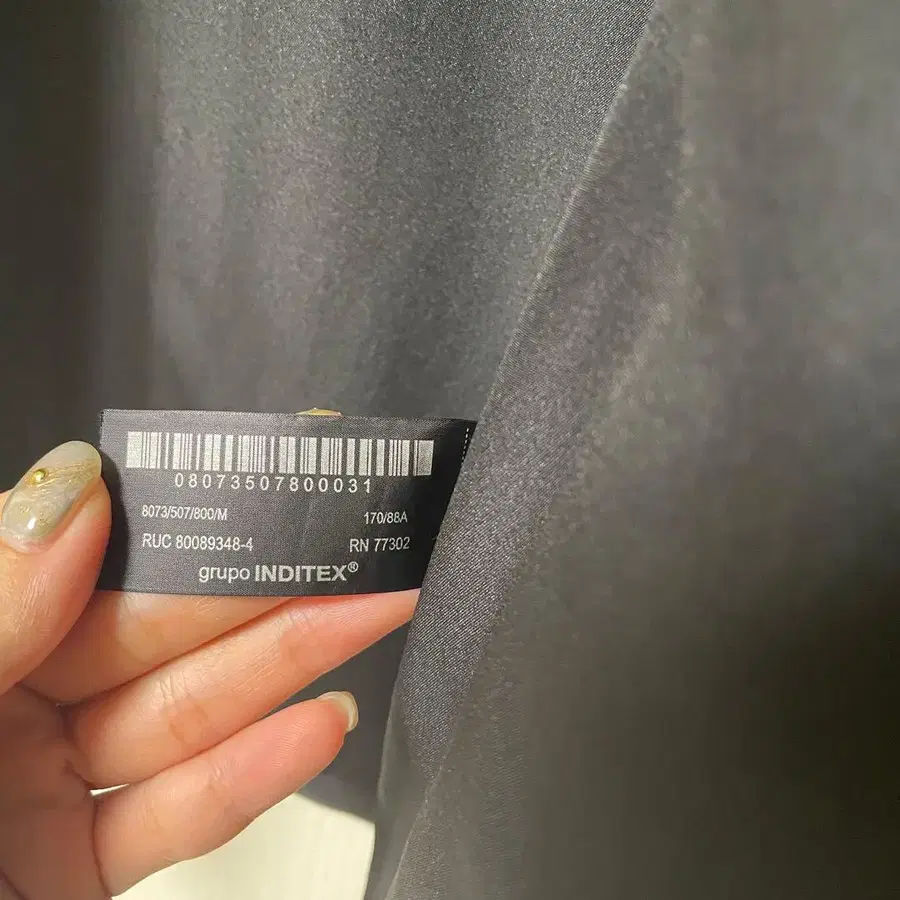 08073507800031
8073/507/800/M 170/88A
RUC 80089348-4 RN 77302
grupo INDITEX®